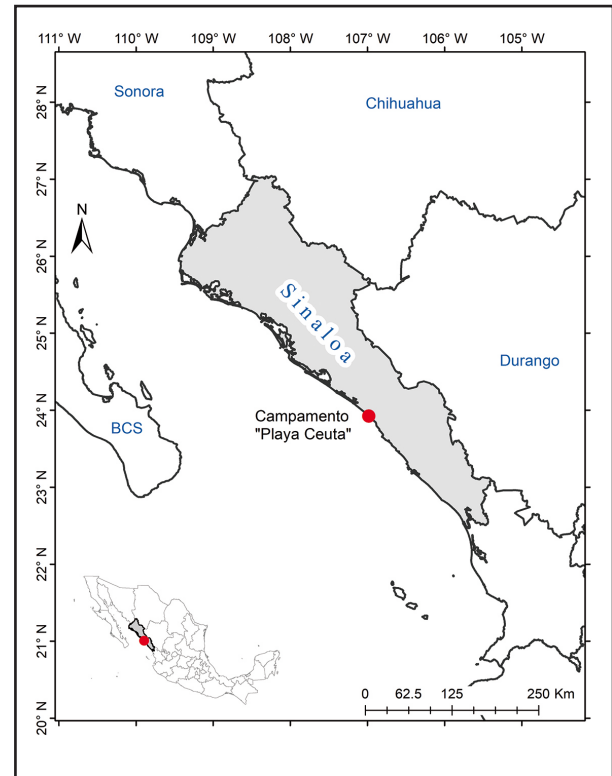 111° W 110° W 109° W 108° W 107° W 106° W 105° W
28° N
27° N
26° N
25° N
24° N
23° N
22° N
21° N
20° N
Sonora
Chihuahua
N
Sinaloa
Durango
Campamento
"Playa Ceuta"
BCS
0 62.5 125 250 Km